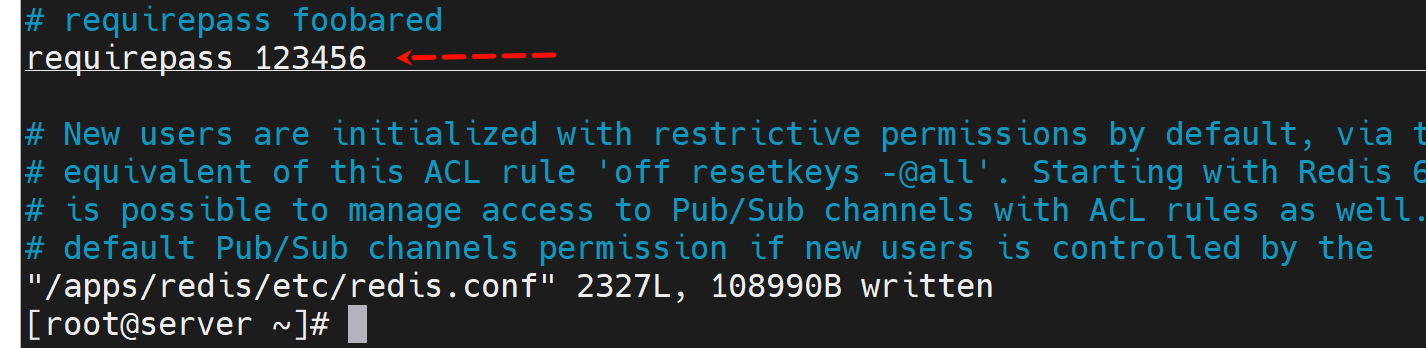 # requirepass foobared
requirepass 123456
# New users are initialized with restrictive permissions by default, via t
# equivalent of this ACL rule 'off resetkeys -@all'. Starting with Redis 6
# is possible to manage access to Pub/Sub channels with ACL rules as well.
# default Pub/Sub channels permission if new users is controlled by the
"/apps/redis/etc/redis.conf" 2327L, 108990B written
[root@server ~]#